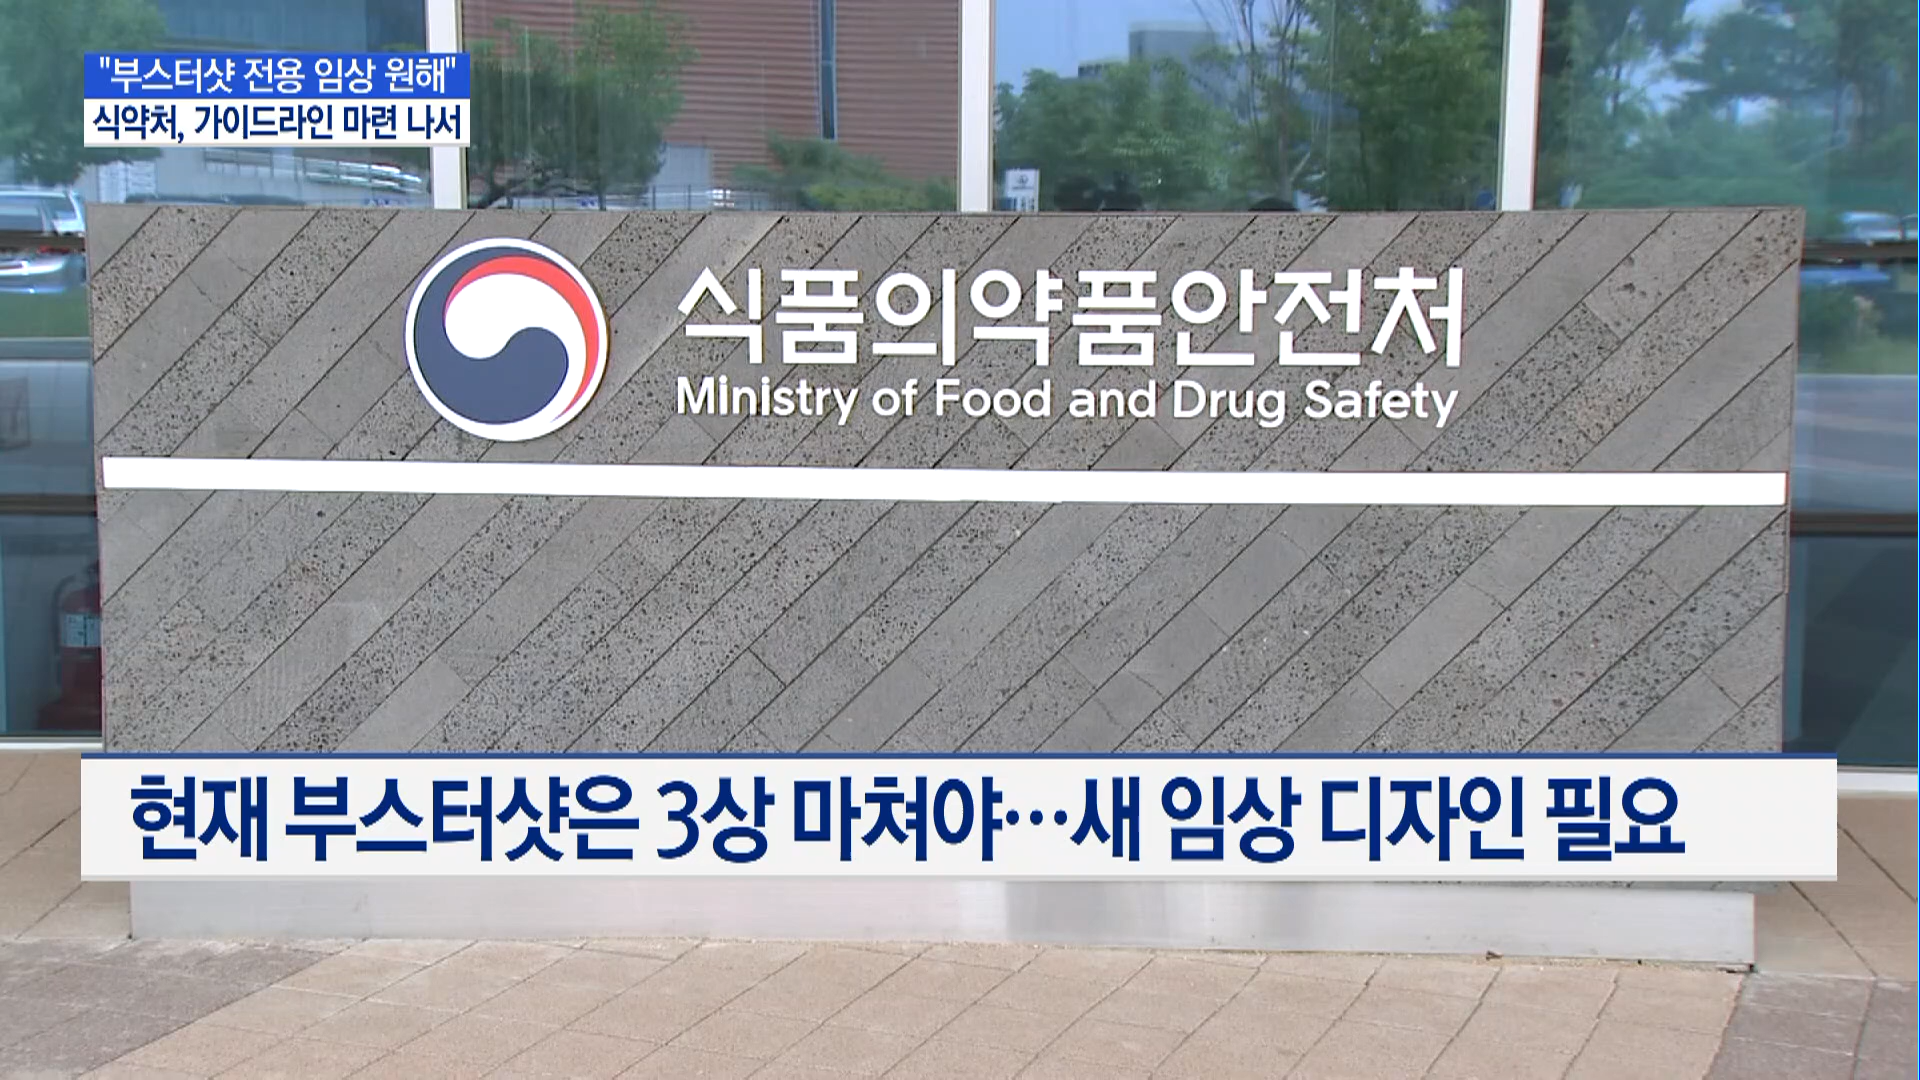 "부스터샷 전용 임상 원해"
식약처, 가이드라인 마련 나서
식품의약품안전처
Ministry of Food and Drug Safety
현재 부스터샷은 3상 마쳐야…새 임상 디자인 필요